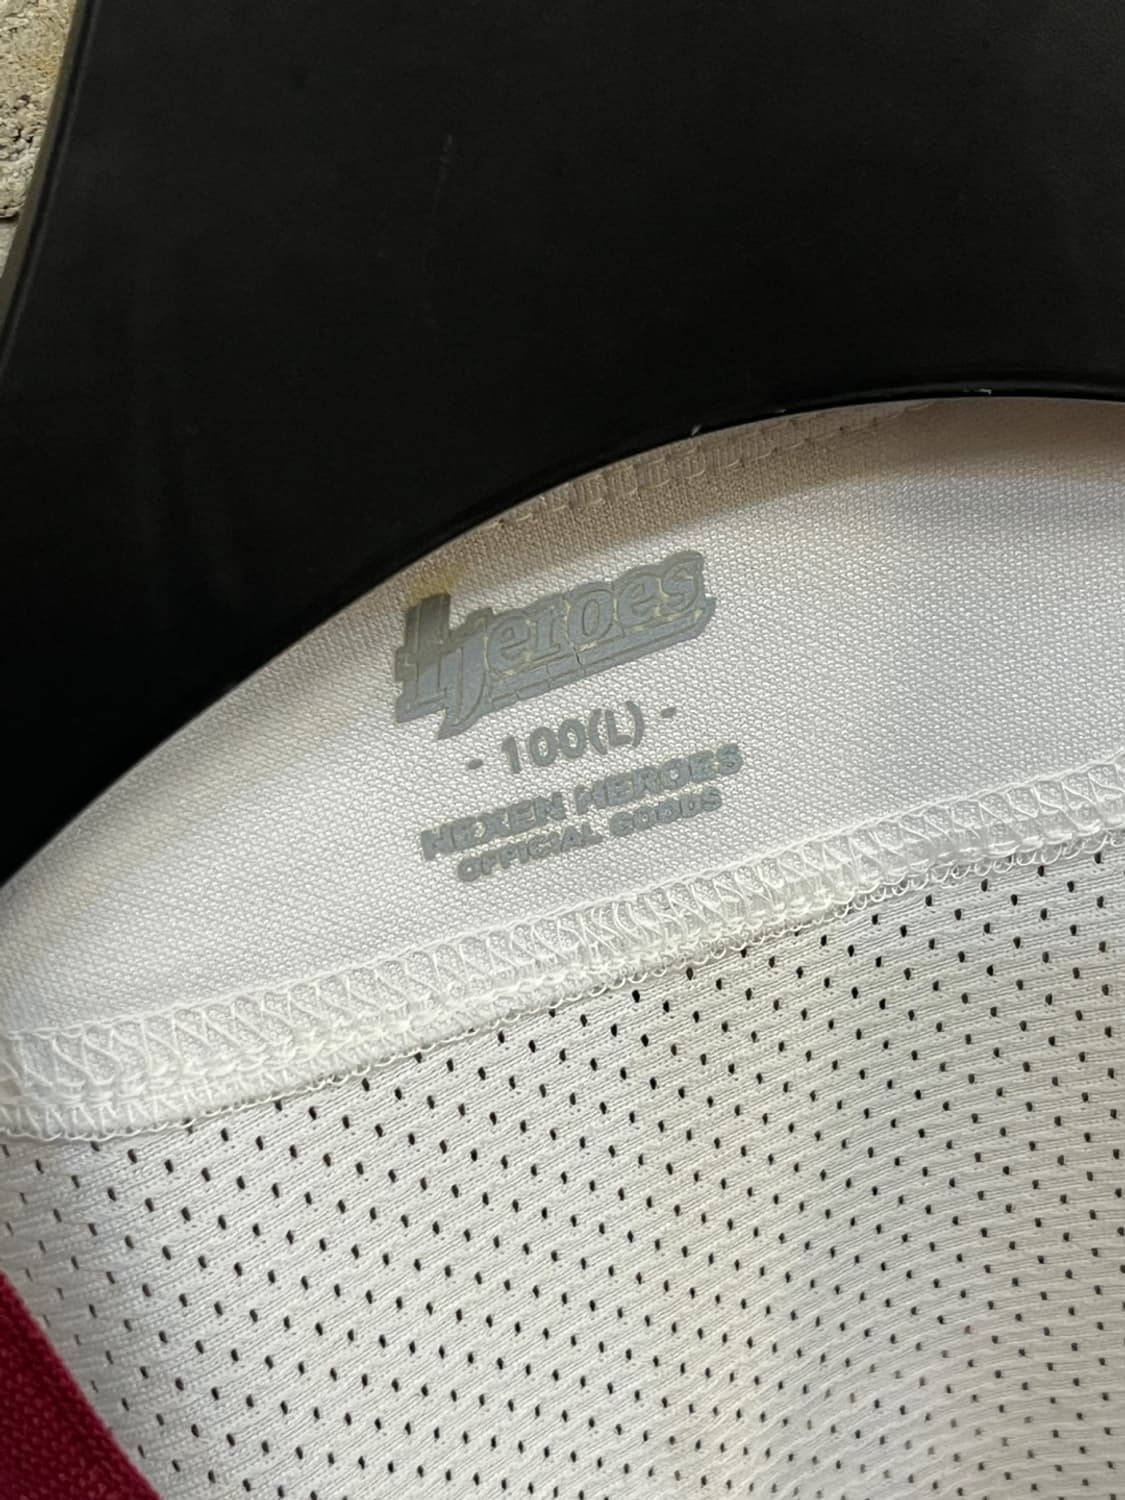 Heroes
- 100(L) -
NEXEN HEROES
OFFICIAL GOODS